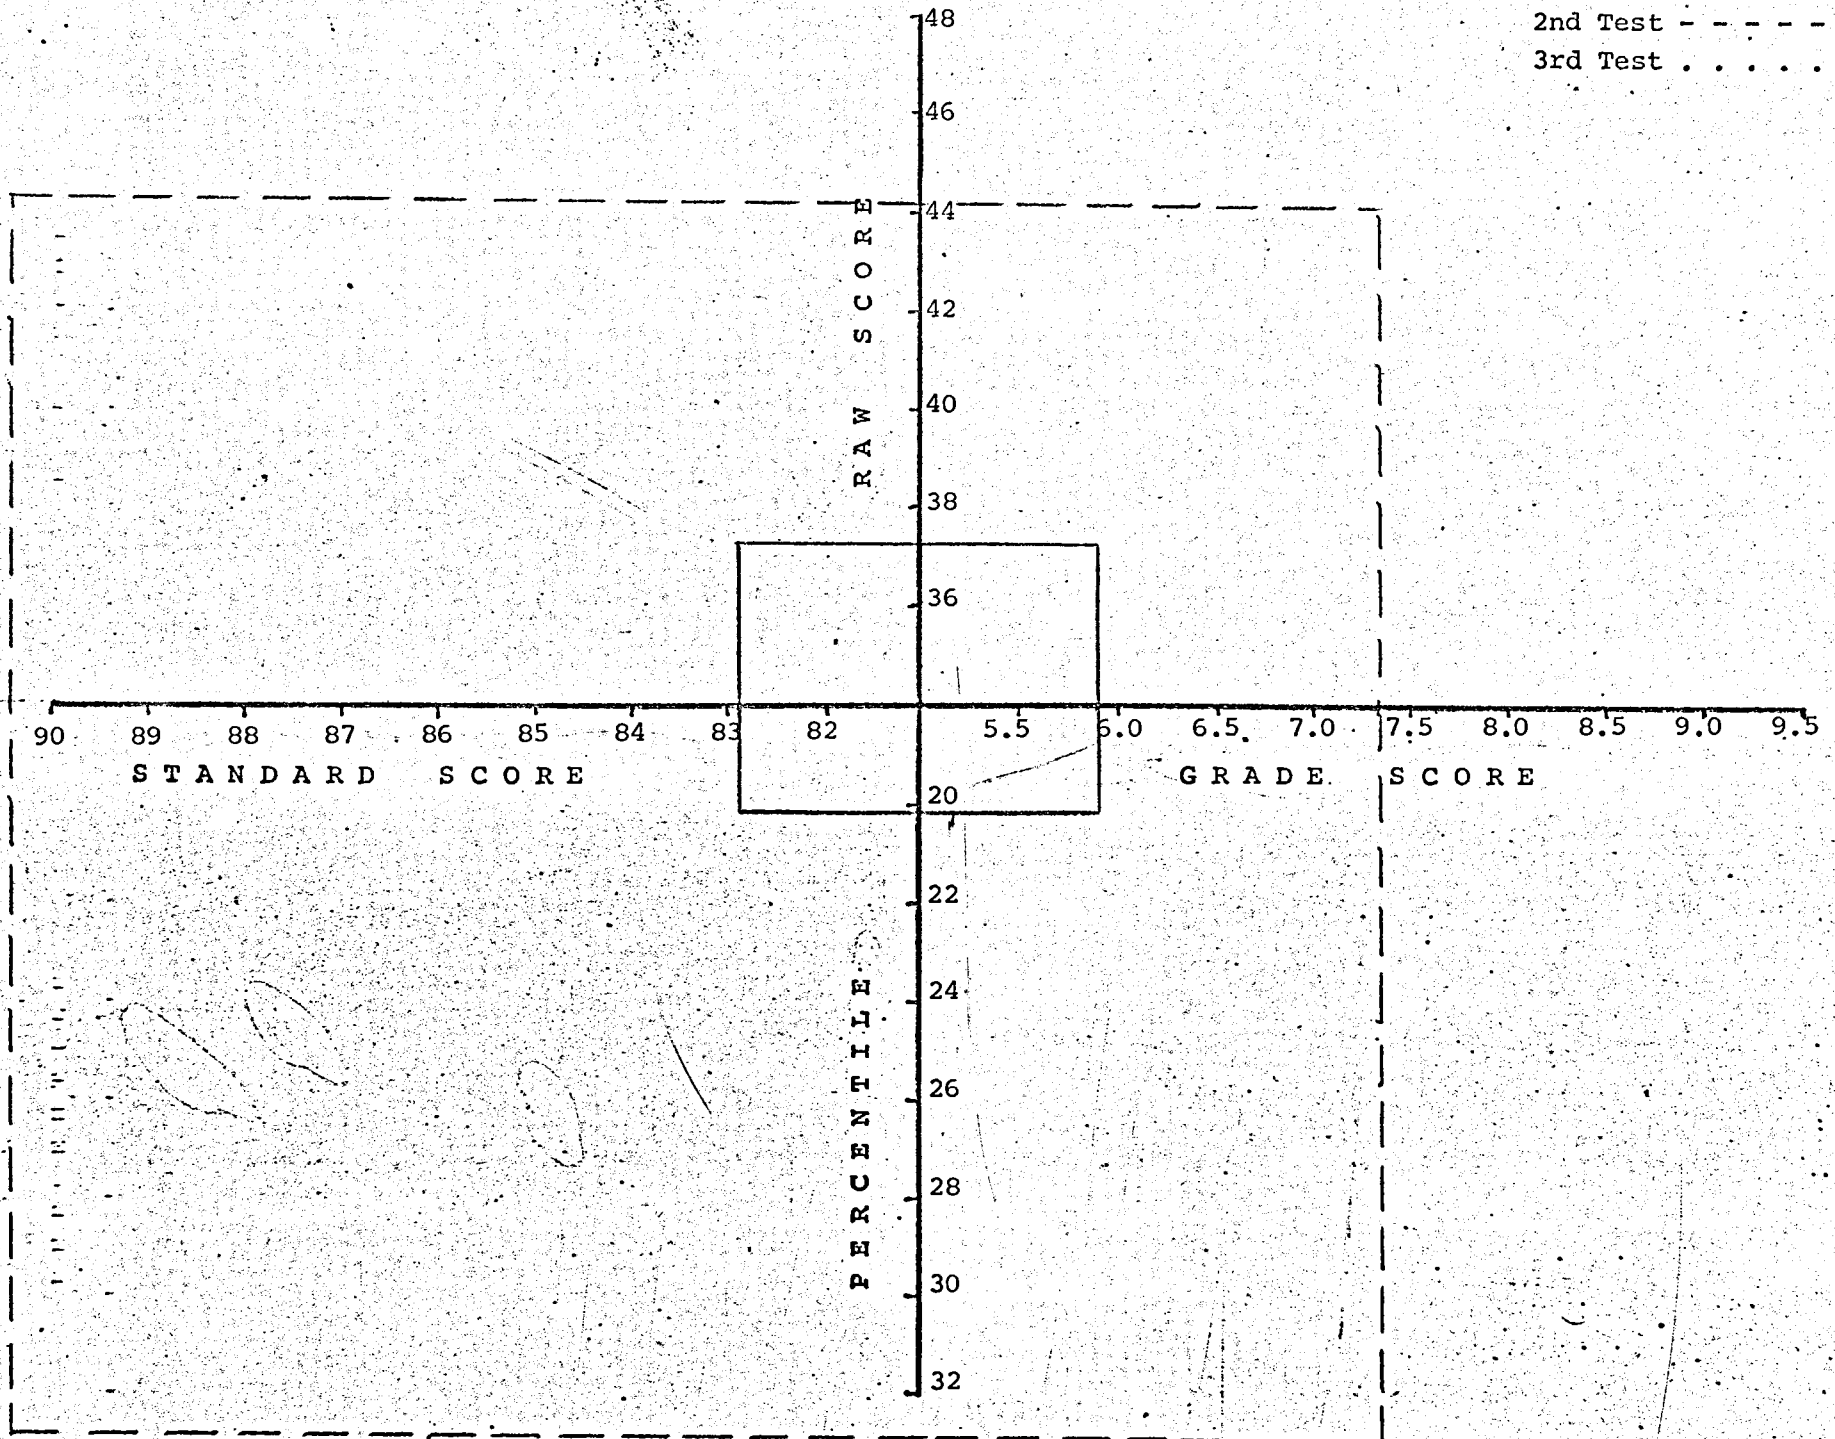 2nd Test - - - - -
3rd Test . . . . .
48
46
44
42
40
38
36
RAW SCORE
90 89 88 87 86 85 84 83 82 5.5 6.0 6.5 7.0 7.5 8.0 8.5 9.0 9.5
STANDARD SCORE GRADE SCORE
20
22
24
26
28
30
32
PERCENTILE